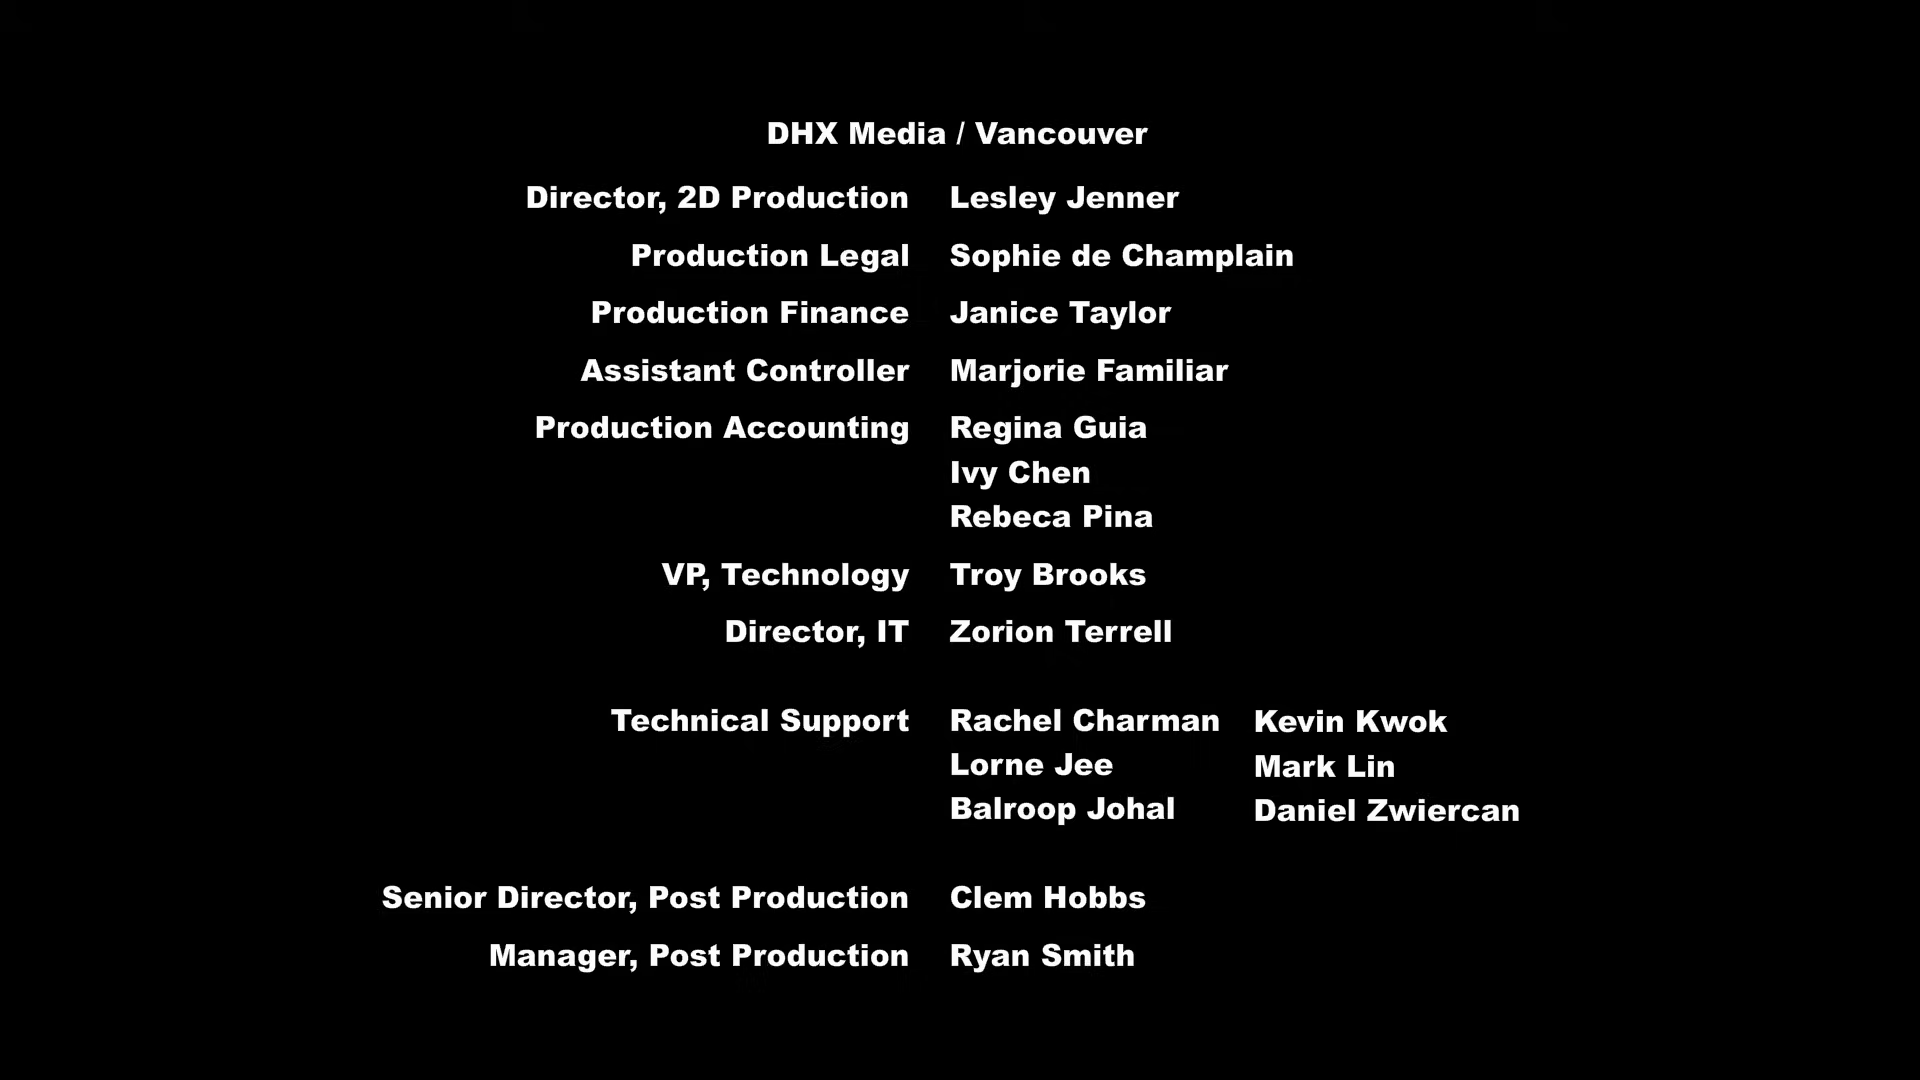 DHX Media / Vancouver
Director, 2D Production Lesley Jenner
Production Legal Sophie de Champlain
Production Finance Janice Taylor
Assistant Controller Marjorie Familiar
Production Accounting Regina Guia
Ivy Chen
Rebeca Pina
VP, Technology Troy Brooks
Director, IT Zorion Terrell
Technical Support Rachel Charman Kevin Kwok
Lorne Jee Mark Lin
Balroop Johal Daniel Zwiercan
Senior Director, Post Production Clem Hobbs
Manager, Post Production Ryan Smith